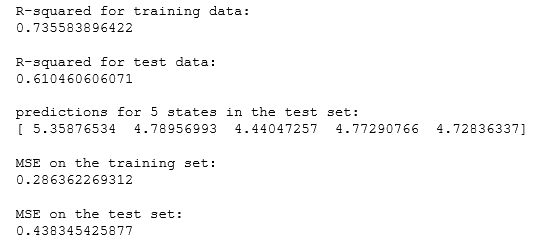 R-squared for training data:
0.735583896422
R-squared for test data:
0.610460606071
predictions for 5 states in the test set:
[ 5.35876534  4.78956993  4.44047257  4.77290766  4.72836337]
MSE on the training set:
0.286362269312
MSE on the test set:
0.438345425877